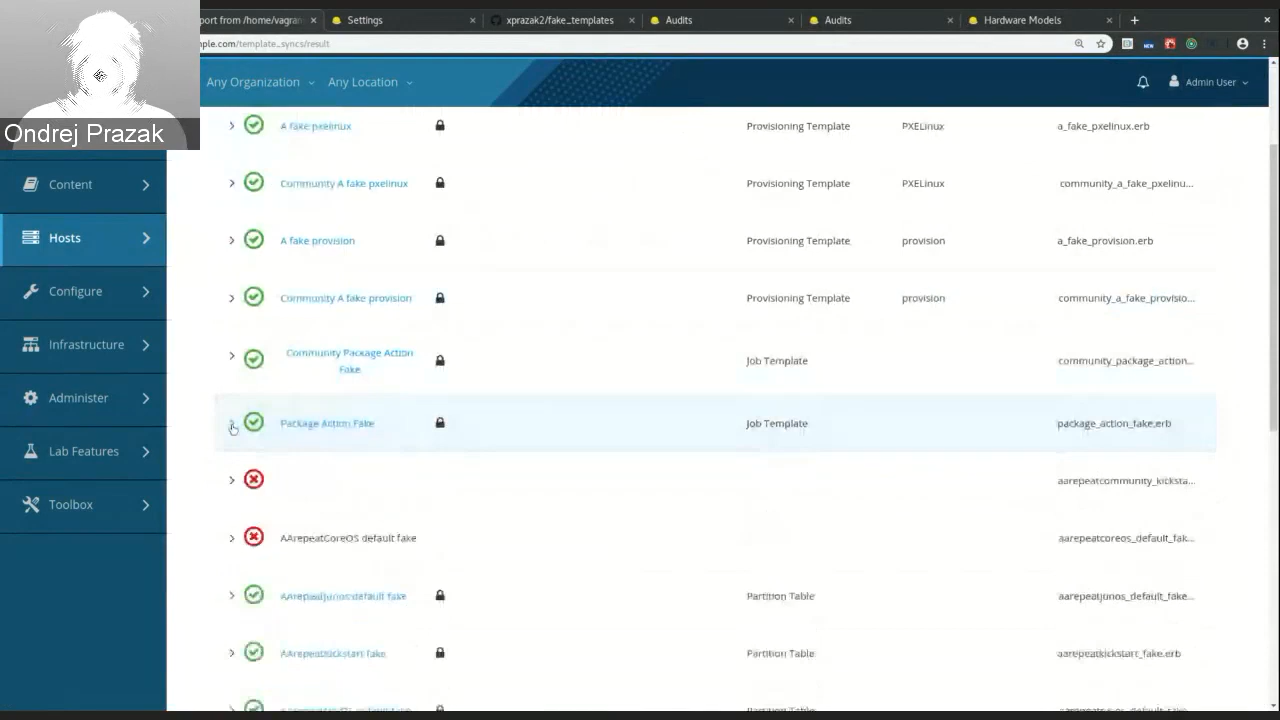 port from /home/vagran
Settings
xprazak2/fake_templates
Audits
Audits
Hardware Models
ple.com/template_syncs/result
Any Organization
Any Location
Admin User
Ondrej Prazak
Content
Hosts
Configure
Infrastructure
Administer
Lab Features
Toolbox
A fake pxelinux Provisioning Template PXELinux a_fake_pxelinux.erb
Community A fake pxelinux Provisioning Template PXELinux community_a_fake_pxelinu...
A fake provision Provisioning Template provision a_fake_provision.erb
Community A fake provision Provisioning Template provision community_a_fake_provisio...
Community Package Action
Fake
Job Template community_package_action...
Package Action Fake Job Template package_action_fake.erb
aarepeatcommunity_kicksta...
AArepeatCoreOS default fake aarepeatcoreos_default_fak...
AArepeatJunos default fake Partition Table aarepeatjunos_default_fake...
AArepeatkickstart fake Partition Table aarepeatkickstart_fake.erb